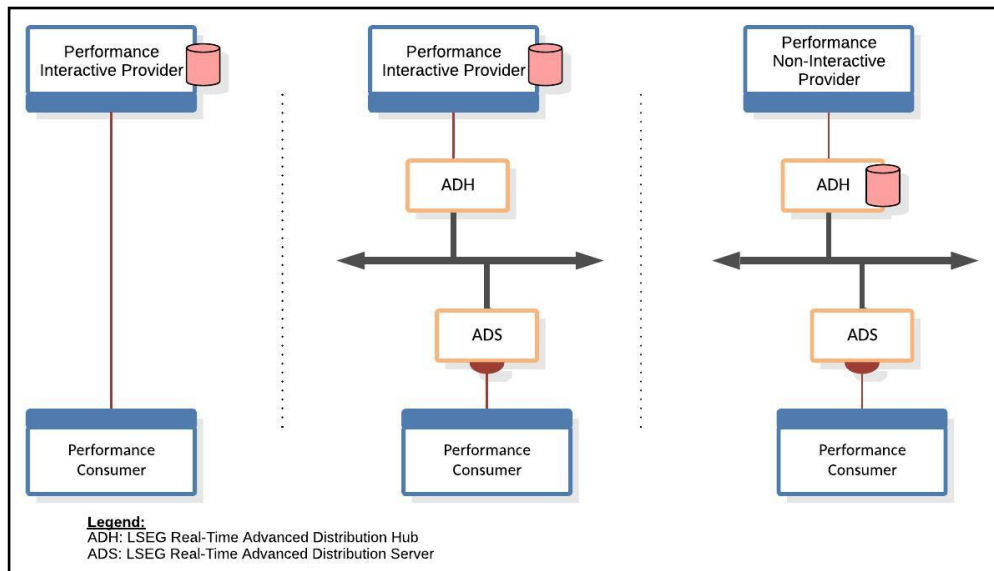 Performance
Interactive Provider
Performance
Consumer
Performance
Interactive Provider
ADH
ADS
Performance
Consumer
Performance
Non-Interactive
Provider
ADH
ADS
Performance
Consumer
Legend:
ADH: LSEG Real-Time Advanced Distribution Hub
ADS: LSEG Real-Time Advanced Distribution Server